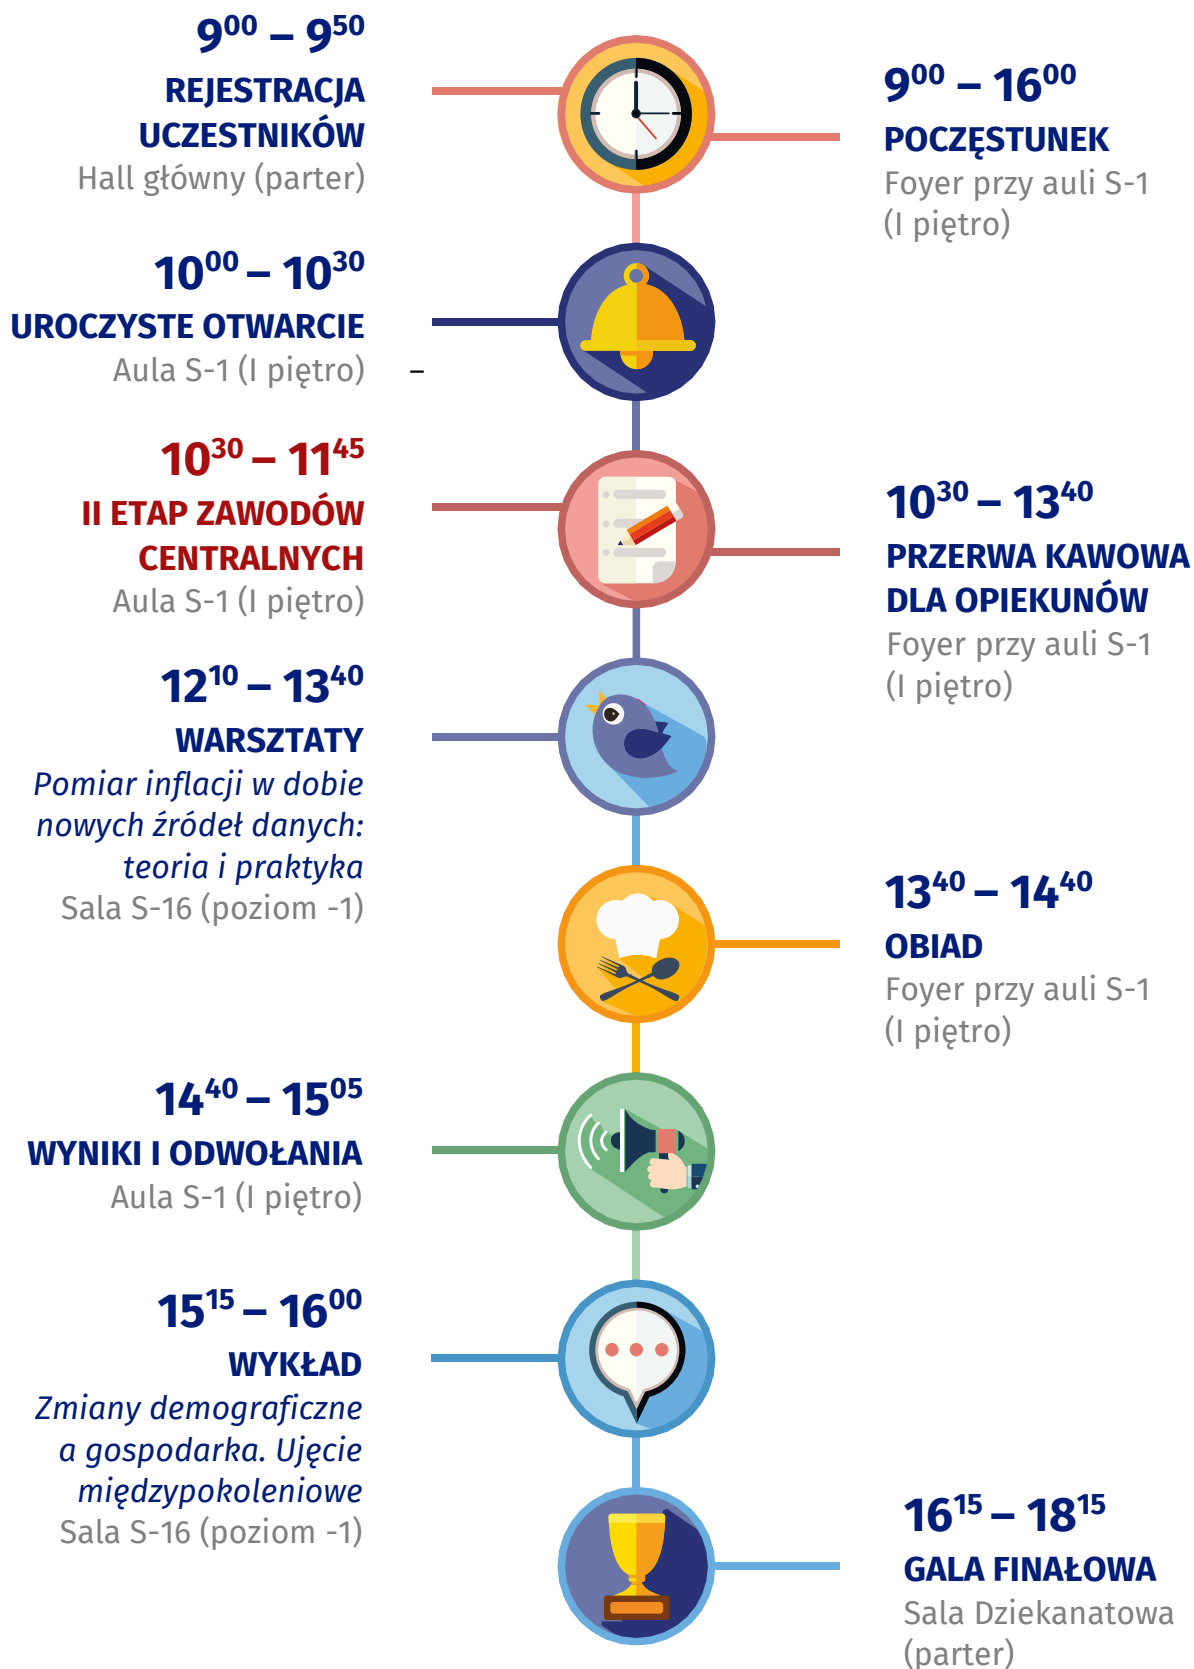 9⁰⁰ – 9⁵⁰
REJESTRACJA
UCZESTNIKÓW
Hall główny (parter)
9⁰⁰ – 16⁰⁰
POCZĘSTUNEK
Foyer przy auli S-1
(I piętro)
10⁰⁰ – 10³⁰
UROCZYSTE OTWARCIE
Aula S-1 (I piętro)
–
10³⁰ – 11⁴⁵
II ETAP ZAWODÓW
CENTRALNYCH
Aula S-1 (I piętro)
10³⁰ – 13⁴⁰
PRZERWA KAWOWA
DLA OPIEKUNÓW
Foyer przy auli S-1
(I piętro)
12¹⁰ – 13⁴⁰
WARSZTATY
Pomiar inflacji w dobie
nowych źródeł danych:
teoria i praktyka
Sala S-16 (poziom -1)
13⁴⁰ – 14⁴⁰
OBIAD
Foyer przy auli S-1
(I piętro)
14⁴⁰ – 15⁰⁵
WYNIKI I ODWOŁANIA
Aula S-1 (I piętro)
15¹⁵ – 16⁰⁰
WYKŁAD
Zmiany demograficzne
a gospodarka. Ujęcie
międzypokoleniowe
Sala S-16 (poziom -1)
16¹⁵ – 18¹⁵
GALA FINAŁOWA
Sala Dziekanatowa
(parter)